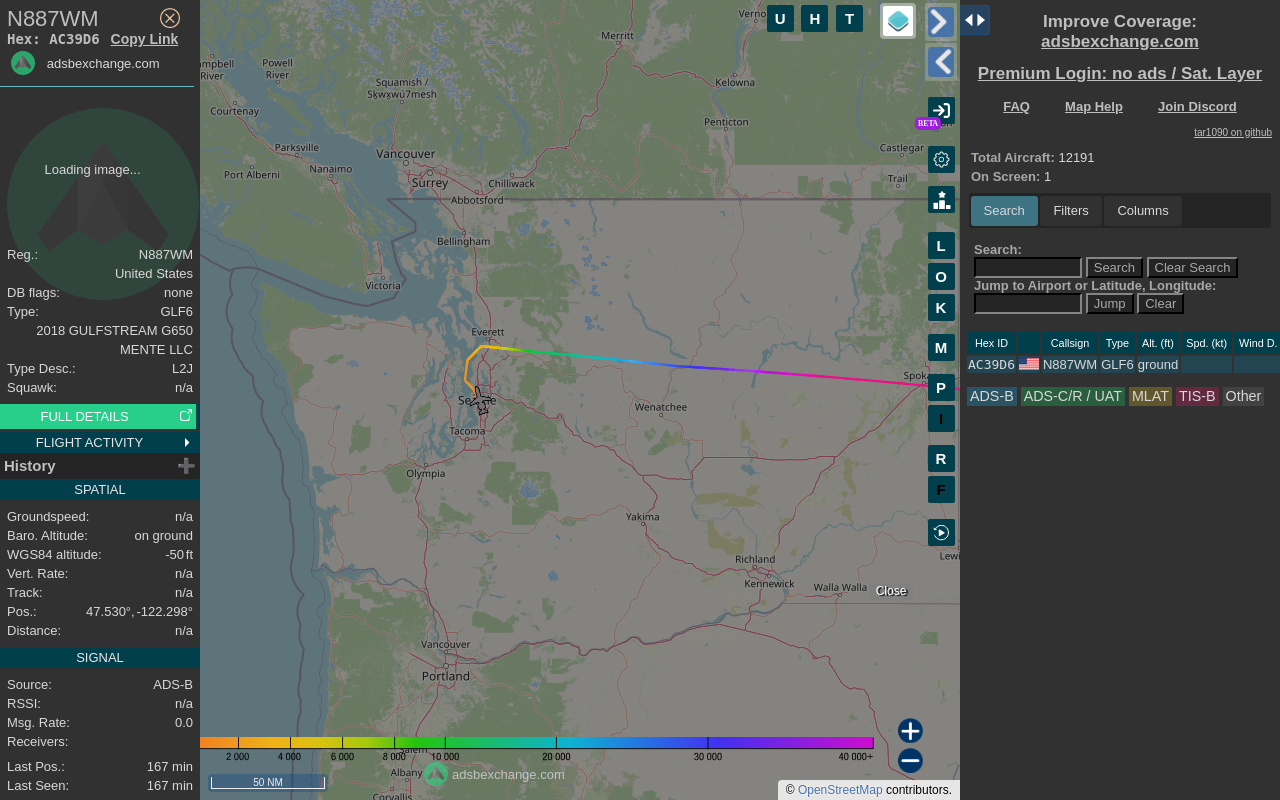 N887WM
Hex: AC39D6 Copy Link
adsbexchange.com
Loading image...
Reg.: N887WM
United States
DB flags: none
Type: GLF6
2018 GULFSTREAM G650
MENTE LLC
Type Desc.: L2J
Squawk: n/a
FULL DETAILS
FLIGHT ACTIVITY
History
SPATIAL
Groundspeed: n/a
Baro. Altitude: on ground
WGS84 altitude: -50 ft
Vert. Rate: n/a
Track: n/a
Pos.: 47.530°, -122.298°
Distance: n/a
SIGNAL
Source: ADS-B
RSSI: n/a
Msg. Rate: 0.0
Receivers:
Last Pos.: 167 min
Last Seen: 167 min
U H T
Merritt
Powell
River
River
Squamish /
Sḵwx̱wú7mesh
Kelowna
Courtenay
Penticton
BETA
Parksville
Nanaimo
Vancouver
Castlegar
Port Alberni
Surrey
Chilliwack
Trail
Abbotsford
Bellingham
Victoria
Everett
Wenatchee
Tacoma
Olympia
Yakima
Richland
Kennewick
Walla Walla
Close
Vancouver
Portland
Albany
Corvallis
L
O
K
M
P
I
R
F
2 000 4 000 6 000 8 000 10 000 20 000 30 000 40 000+
adsbexchange.com
50 NM
© OpenStreetMap contributors.
Improve Coverage:
adsbexchange.com
Premium Login: no ads / Sat. Layer
FAQ Map Help Join Discord
tar1090 on github
Total Aircraft: 12191
On Screen: 1
Search Filters Columns
Search:
Search Clear Search
Jump to Airport or Latitude, Longitude:
Jump Clear
Hex ID Callsign Type Alt. (ft) Spd. (kt) Wind D.
AC39D6 N887WM GLF6 ground
ADS-B ADS-C/R / UAT MLAT TIS-B Other